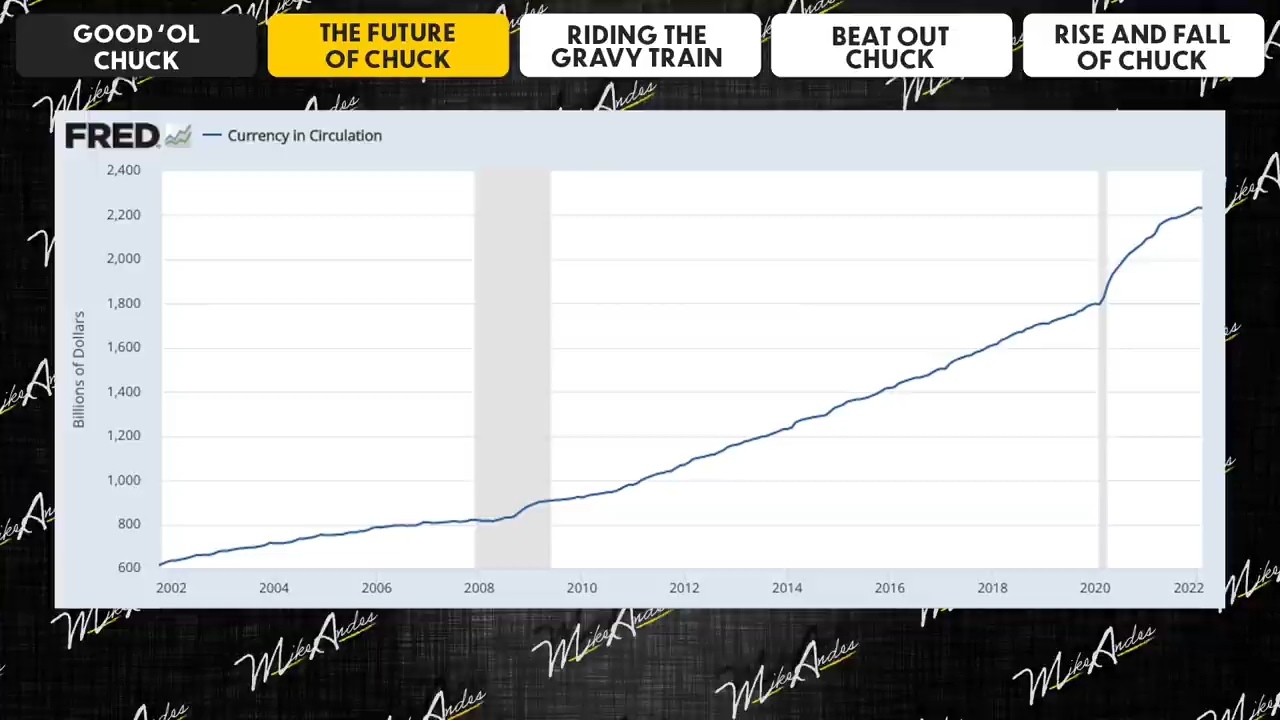 GOOD ‘OL
CHUCK
THE FUTURE
OF CHUCK
RIDING THE
GRAVY TRAIN
BEAT OUT
CHUCK
RISE AND FALL
OF CHUCK
FRED
Currency in Circulation
Billions of Dollars
2,400
2,200
2,000
1,800
1,600
1,400
1,200
1,000
800
600
2002 2004 2006 2008 2010 2012 2014 2016 2018 2020 2022
MikeAndes